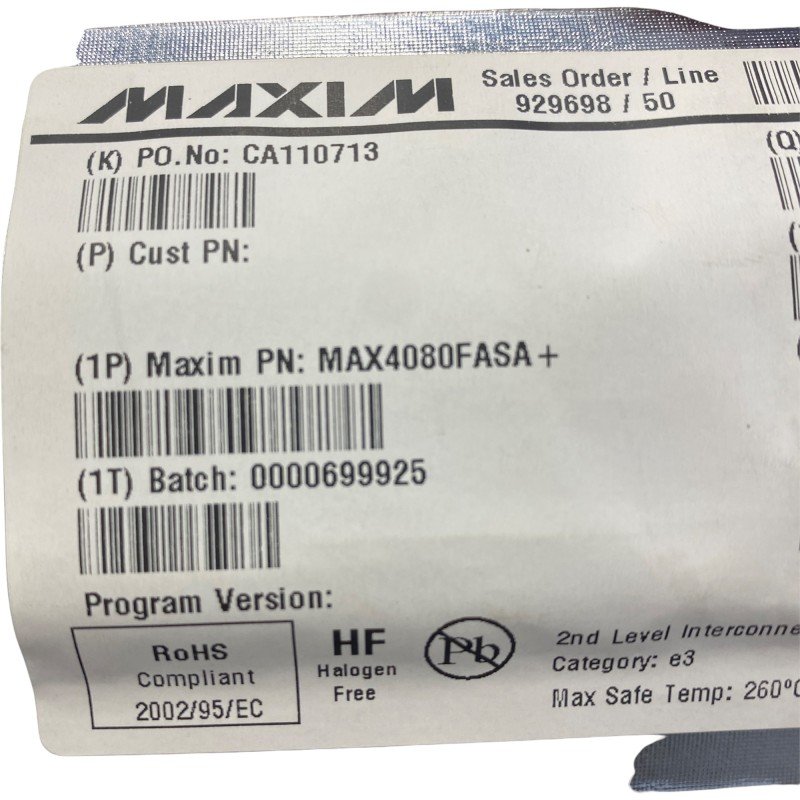 MAXIM
Sales Order / Line
929698 / 50
(K) PO.No: CA110713
(Q)
(P) Cust PN:
(1P) Maxim PN: MAX4080FASA+
(1T) Batch: 0000699925
Program Version:
RoHS
Compliant
2002/95/EC
HF
Halogen
Free
Pb
2nd Level Interconne
Category: e3
Max Safe Temp: 260ºC